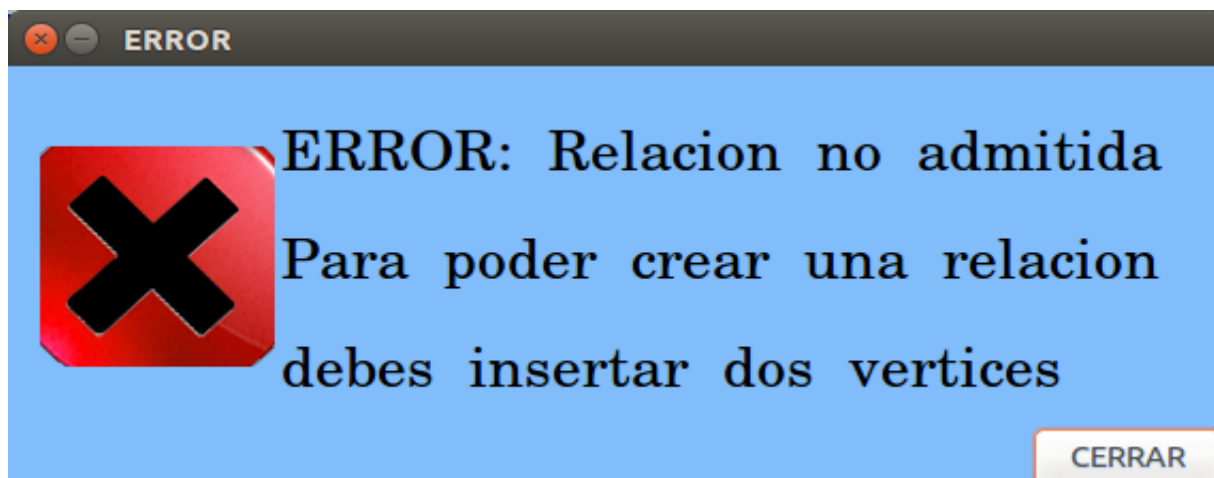 ERROR
ERROR: Relacion no admitida
Para poder crear una relacion
debes insertar dos vertices
CERRAR